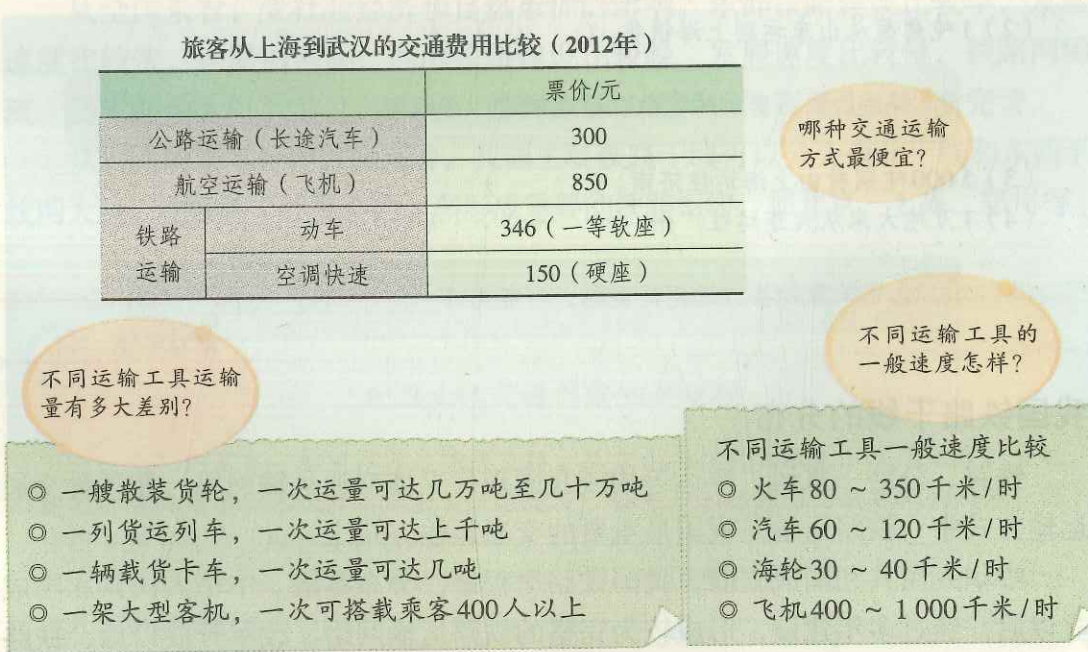 旅客从上海到武汉的交通费用比较（2012年）
票价/元
公路运输（长途汽车） 300
航空运输（飞机） 850
铁路
运输
动车 346（一等软座）
空调快速 150（硬座）
哪种交通运输
方式最便宜？
不同运输工具的
一般速度怎样？
不同运输工具运输
量有多大差别？
◎ 一艘散装货轮，一次运量可达几万吨至几十万吨
◎ 一列货运列车，一次运量可达上千吨
◎ 一辆载货卡车，一次运量可达几吨
◎ 一架大型客机，一次可搭载乘客400人以上
不同运输工具一般速度比较
◎ 火车80 ~ 350千米/时
◎ 汽车60 ~ 120千米/时
◎ 海轮30 ~ 40千米/时
◎ 飞机400 ~ 1 000千米/时